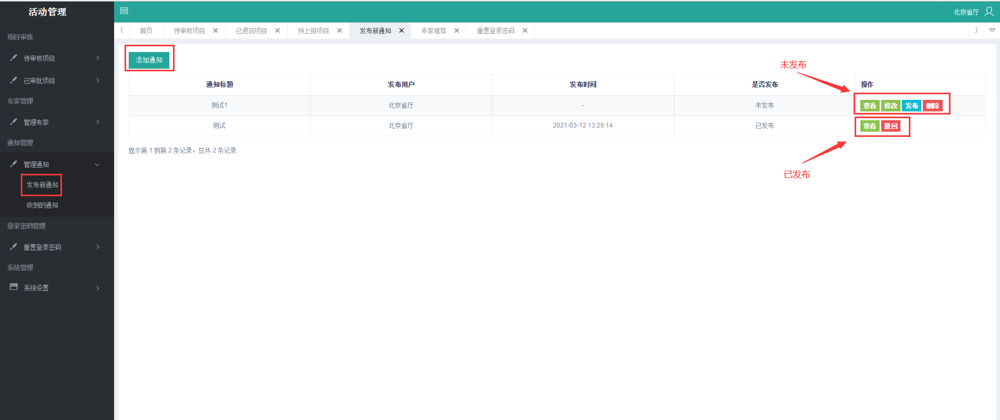 活动管理
北京省厅
首页 待审核项目 已退回项目 预上报项目 发布新通知 专家推荐 重置登录密码
项目审核
待审核项目
已审批项目
专家管理
管理专家
通知管理
管理通知
发布新通知
收到的通知
登录密码管理
重置登录密码
系统管理
系统设置
添加通知
未发布
通知标题 发布用户 发布时间 是否发布 操作
测试1 北京省厅 - 未发布 查看 修改 发布 删除
测试 北京省厅 2021-03-12 13:29:14 已发布 查看 撤回
显示第 1 到第 2 条记录，总共 2 条记录
已发布